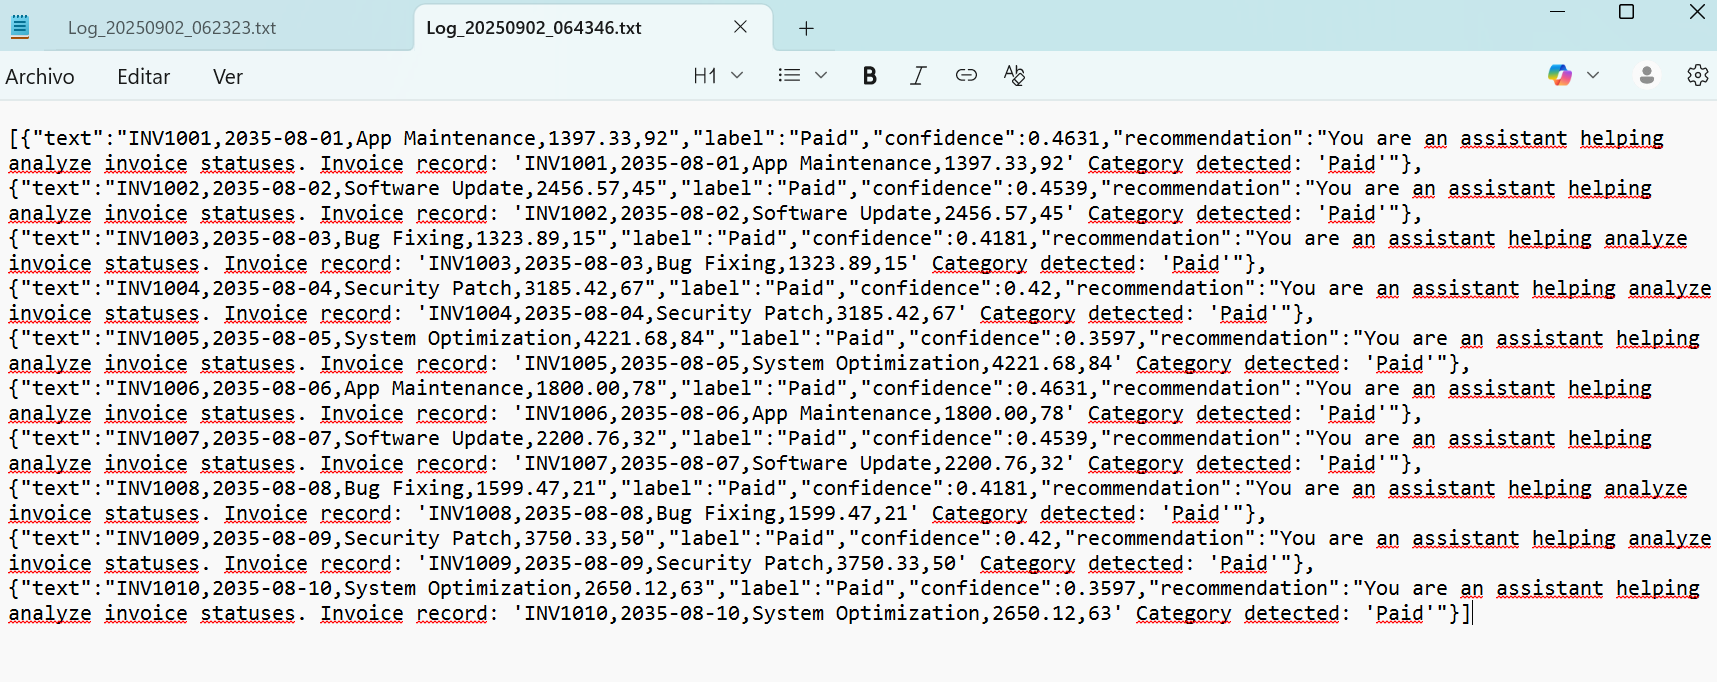 Log_20250902_062323.txt
Log_20250902_064346.txt
Archivo Editar Ver H1 B I
[{"text":"INV1001,2035-08-01,App Maintenance,1397.33,92","label":"Paid","confidence":0.4631,"recommendation":"You are an assistant helping
analyze invoice statuses. Invoice record: 'INV1001,2035-08-01,App Maintenance,1397.33,92' Category detected: 'Paid'"},
{"text":"INV1002,2035-08-02,Software Update,2456.57,45","label":"Paid","confidence":0.4539,"recommendation":"You are an assistant helping
analyze invoice statuses. Invoice record: 'INV1002,2035-08-02,Software Update,2456.57,45' Category detected: 'Paid'"},
{"text":"INV1003,2035-08-03,Bug Fixing,1323.89,15","label":"Paid","confidence":0.4181,"recommendation":"You are an assistant helping analyze
invoice statuses. Invoice record: 'INV1003,2035-08-03,Bug Fixing,1323.89,15' Category detected: 'Paid'"},
{"text":"INV1004,2035-08-04,Security Patch,3185.42,67","label":"Paid","confidence":0.42,"recommendation":"You are an assistant helping analyze
invoice statuses. Invoice record: 'INV1004,2035-08-04,Security Patch,3185.42,67' Category detected: 'Paid'"},
{"text":"INV1005,2035-08-05,System Optimization,4221.68,84","label":"Paid","confidence":0.3597,"recommendation":"You are an assistant helping
analyze invoice statuses. Invoice record: 'INV1005,2035-08-05,System Optimization,4221.68,84' Category detected: 'Paid'"},
{"text":"INV1006,2035-08-06,App Maintenance,1800.00,78","label":"Paid","confidence":0.4631,"recommendation":"You are an assistant helping
analyze invoice statuses. Invoice record: 'INV1006,2035-08-06,App Maintenance,1800.00,78' Category detected: 'Paid'"},
{"text":"INV1007,2035-08-07,Software Update,2200.76,32","label":"Paid","confidence":0.4539,"recommendation":"You are an assistant helping
analyze invoice statuses. Invoice record: 'INV1007,2035-08-07,Software Update,2200.76,32' Category detected: 'Paid'"},
{"text":"INV1008,2035-08-08,Bug Fixing,1599.47,21","label":"Paid","confidence":0.4181,"recommendation":"You are an assistant helping analyze
invoice statuses. Invoice record: 'INV1008,2035-08-08,Bug Fixing,1599.47,21' Category detected: 'Paid'"},
{"text":"INV1009,2035-08-09,Security Patch,3750.33,50","label":"Paid","confidence":0.42,"recommendation":"You are an assistant helping analyze
invoice statuses. Invoice record: 'INV1009,2035-08-09,Security Patch,3750.33,50' Category detected: 'Paid'"},
{"text":"INV1010,2035-08-10,System Optimization,2650.12,63","label":"Paid","confidence":0.3597,"recommendation":"You are an assistant helping
analyze invoice statuses. Invoice record: 'INV1010,2035-08-10,System Optimization,2650.12,63' Category detected: 'Paid'"}]